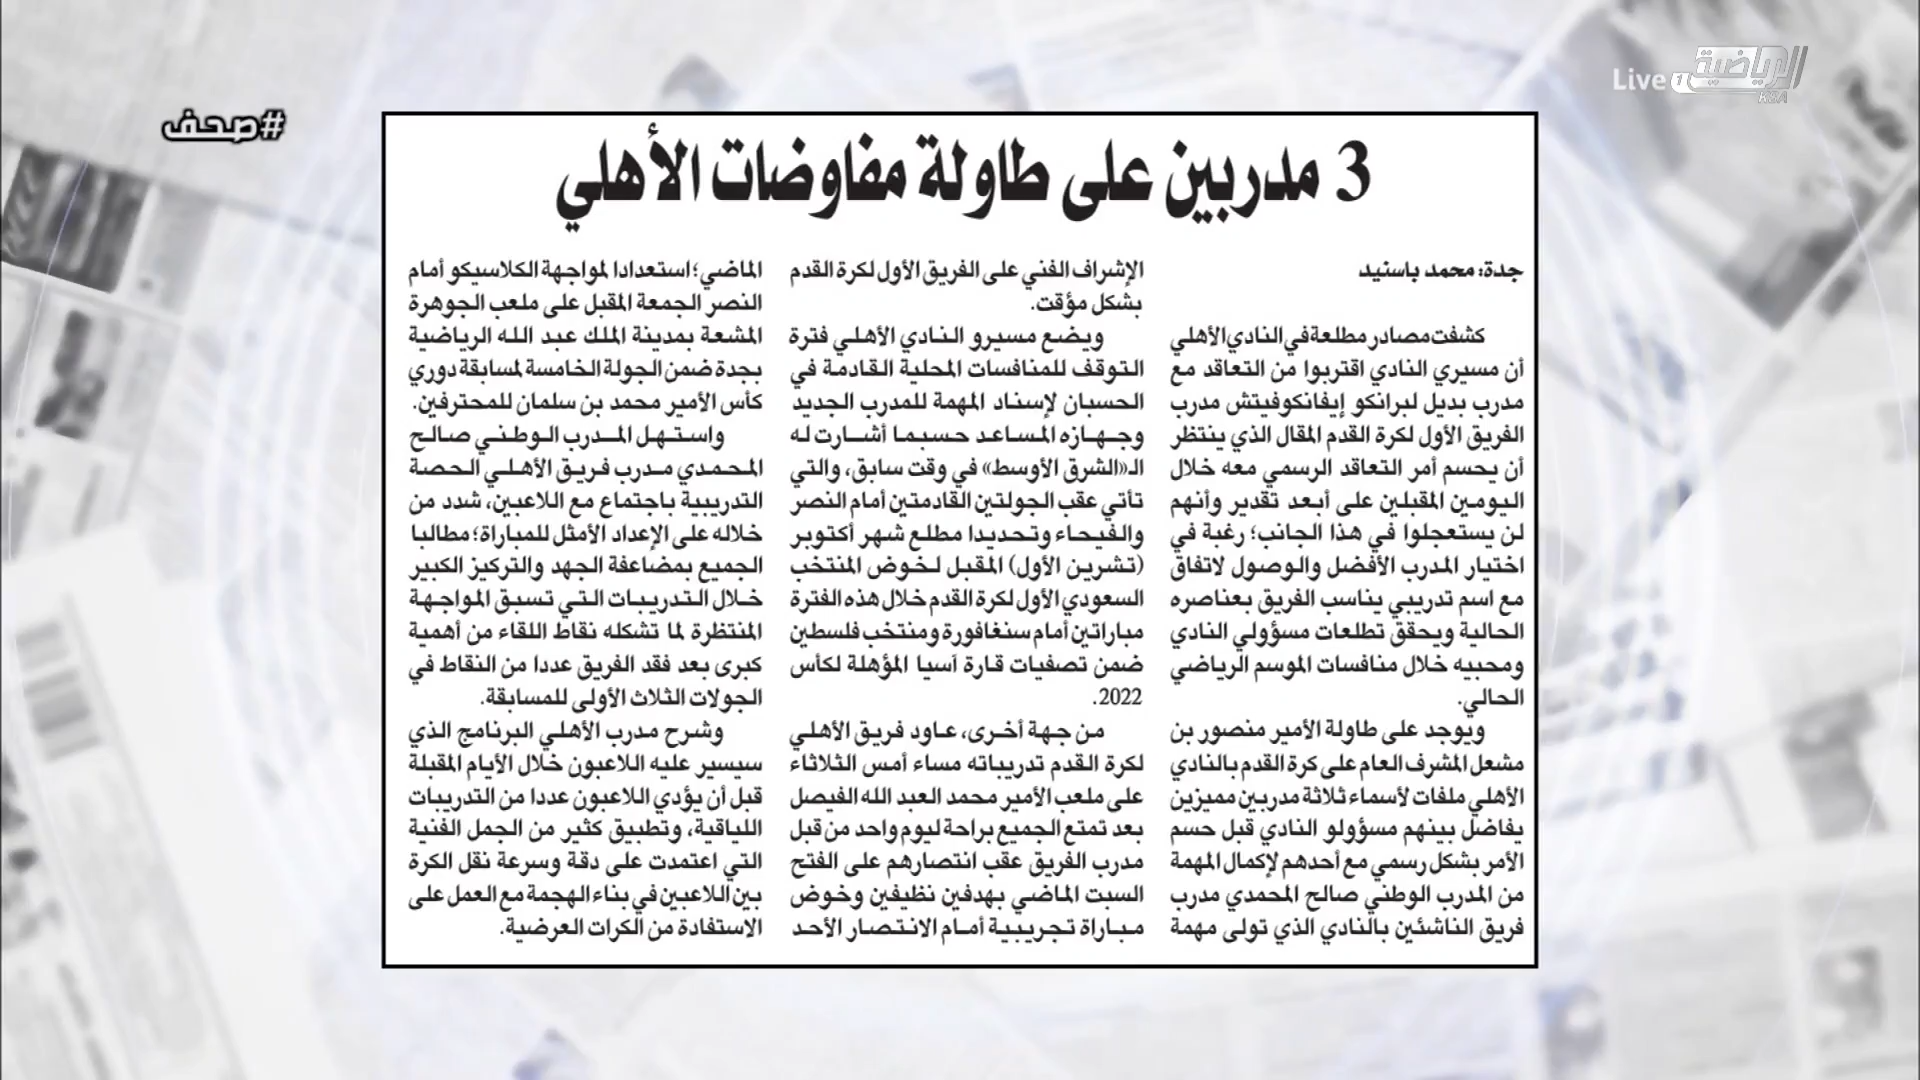 Live 1 الرياضية
KSA
#صحف
3 مدربين على طاولة مفاوضات الأهلي
جدة: محمد باسنيد
كشفت مصادر مطلعة في النادي الأهلي
أن مسيري النادي اقتربوا من التعاقد مع
مدرب بديل لبرانكو إيفانكوفيتش مدرب
الفريق الأول لكرة القدم المقال الذي ينتظر
أن يحسم أمر التعاقد الرسمي معه خلال
اليومين المقبلين على أبعد تقدير وأنهم
لن يستعجلوا في هذا الجانب؛ رغبة في
اختيار المدرب الأفضل والوصول لاتفاق
مع اسم تدريبي يناسب الفريق بعناصره
الحالية ويحقق تطلعات مسؤولي النادي
ومحبيه خلال منافسات الموسم الرياضي
الحالي.
ويوجد على طاولة الأمير منصور بن
مشعل المشرف العام على كرة القدم بالنادي
الأهلي ملفات لأسماء ثلاثة مدربين مميزين
يفاضل بينهم مسؤولو النادي قبل حسم
الأمر بشكل رسمي مع أحدهم لإكمال المهمة
من المدرب الوطني صالح المحمدي مدرب
فريق الناشئين بالنادي الذي تولى مهمة
الإشراف الفني على الفريق الأول لكرة القدم
بشكل مؤقت.
ويضع مسيرو النادي الأهلي فترة
التوقف للمنافسات المحلية القادمة في
الحسبان لإسناد المهمة للمدرب الجديد
وجهازه المساعد حسبما أشارت له
الـ«الشرق الأوسط» في وقت سابق، والتي
تأتي عقب الجولتين القادمتين أمام النصر
والفيحاء وتحديدا مطلع شهر أكتوبر
(تشرين الأول) المقبل لخوض المنتخب
السعودي الأول لكرة القدم خلال هذه الفترة
مباراتين أمام سنغافورة ومنتخب فلسطين
ضمن تصفيات قارة آسيا المؤهلة لكأس
2022.
من جهة أخرى، عاود فريق الأهلي
لكرة القدم تدريباته مساء أمس الثلاثاء
على ملعب الأمير محمد العبد الله الفيصل
بعد تمتع الجميع براحة ليوم واحد من قبل
مدرب الفريق عقب انتصارهم على الفتح
السبت الماضي بهدفين نظيفين وخوض
مباراة تجريبية أمام الانتصار الأحد
الماضي؛ استعدادا لمواجهة الكلاسيكو أمام
النصر الجمعة المقبل على ملعب الجوهرة
المشعة بمدينة الملك عبد الله الرياضية
بجدة ضمن الجولة الخامسة لمسابقة دوري
كأس الأمير محمد بن سلمان للمحترفين.
واستهل المدرب الوطني صالح
المحمدي مدرب فريق الأهلي الحصة
التدريبية باجتماع مع اللاعبين، شدد من
خلاله على الإعداد الأمثل للمباراة؛ مطالبا
الجميع بمضاعفة الجهد والتركيز الكبير
خلال التدريبات التي تسبق المواجهة
المنتظرة لما تشكله نقاط اللقاء من أهمية
كبرى بعد فقد الفريق عددا من النقاط في
الجولات الثلاث الأولى للمسابقة.
وشرح مدرب الأهلي البرنامج الذي
سيسير عليه اللاعبون خلال الأيام المقبلة
قبل أن يؤدي اللاعبون عددا من التدريبات
اللياقية، وتطبيق كثير من الجمل الفنية
التي اعتمدت على دقة وسرعة نقل الكرة
بين اللاعبين في بناء الهجمة مع العمل على
الاستفادة من الكرات العرضية.